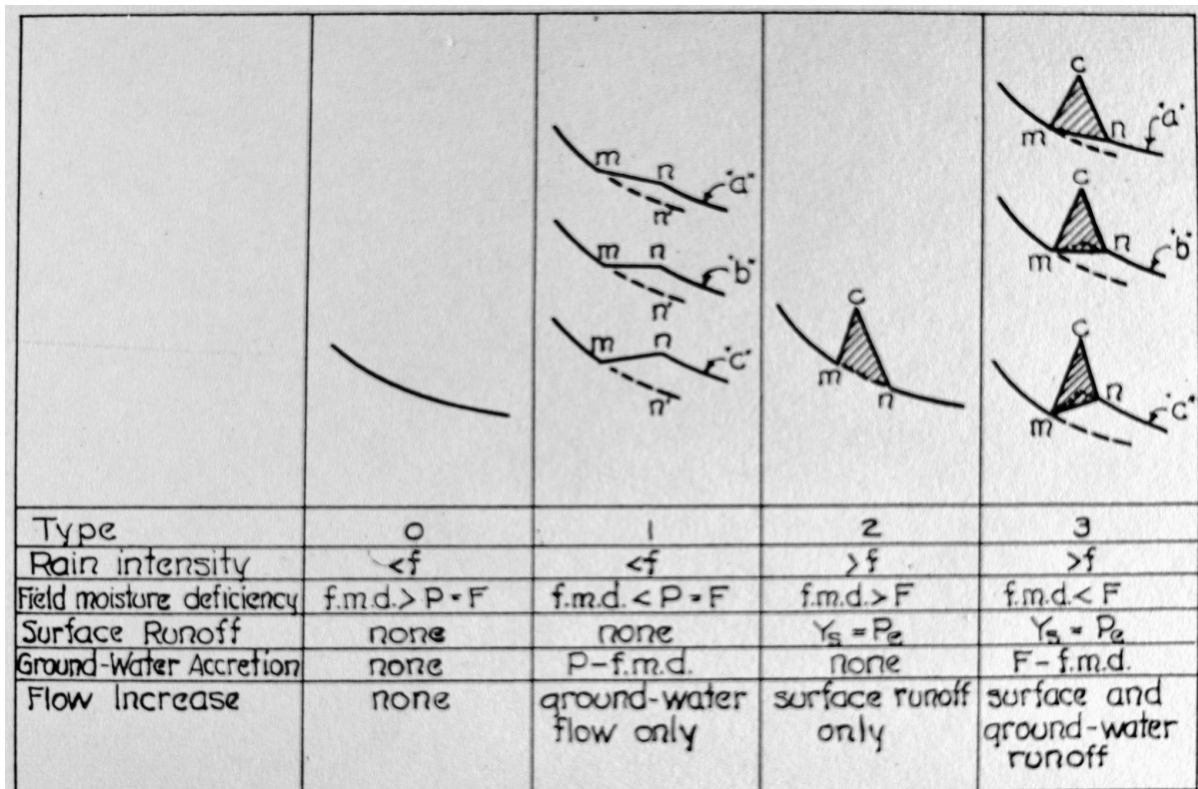 m n "a"
n'
m n "b"
n'
m n "c"
n'
c
m n
c
m n "a"
c
m n "b"
c
m n "c"
Type 0 1 2 3
Rain intensity <f <f >f >f
Field moisture deficiency f.m.d. > P = F f.m.d. < P = F f.m.d. > F f.m.d. < F
Surface Runoff none none Ys = Pe Ys = Pe
Ground-Water Accretion none P-f.m.d. none F-f.m.d.
Flow Increase none ground-water surface runoff surface and
flow only only ground-water
runoff